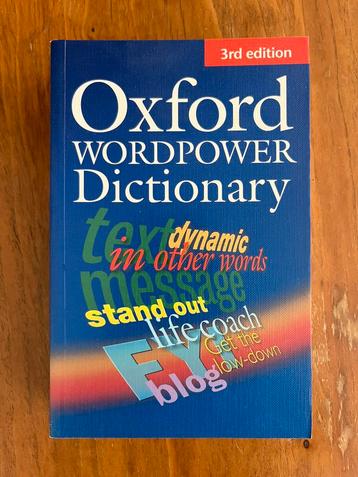 3rd edition
Oxford
WORDPOWER
Dictionary
text
dynamic
in other words
message
stand out
life coach
FYI
Get the
low-down
blog